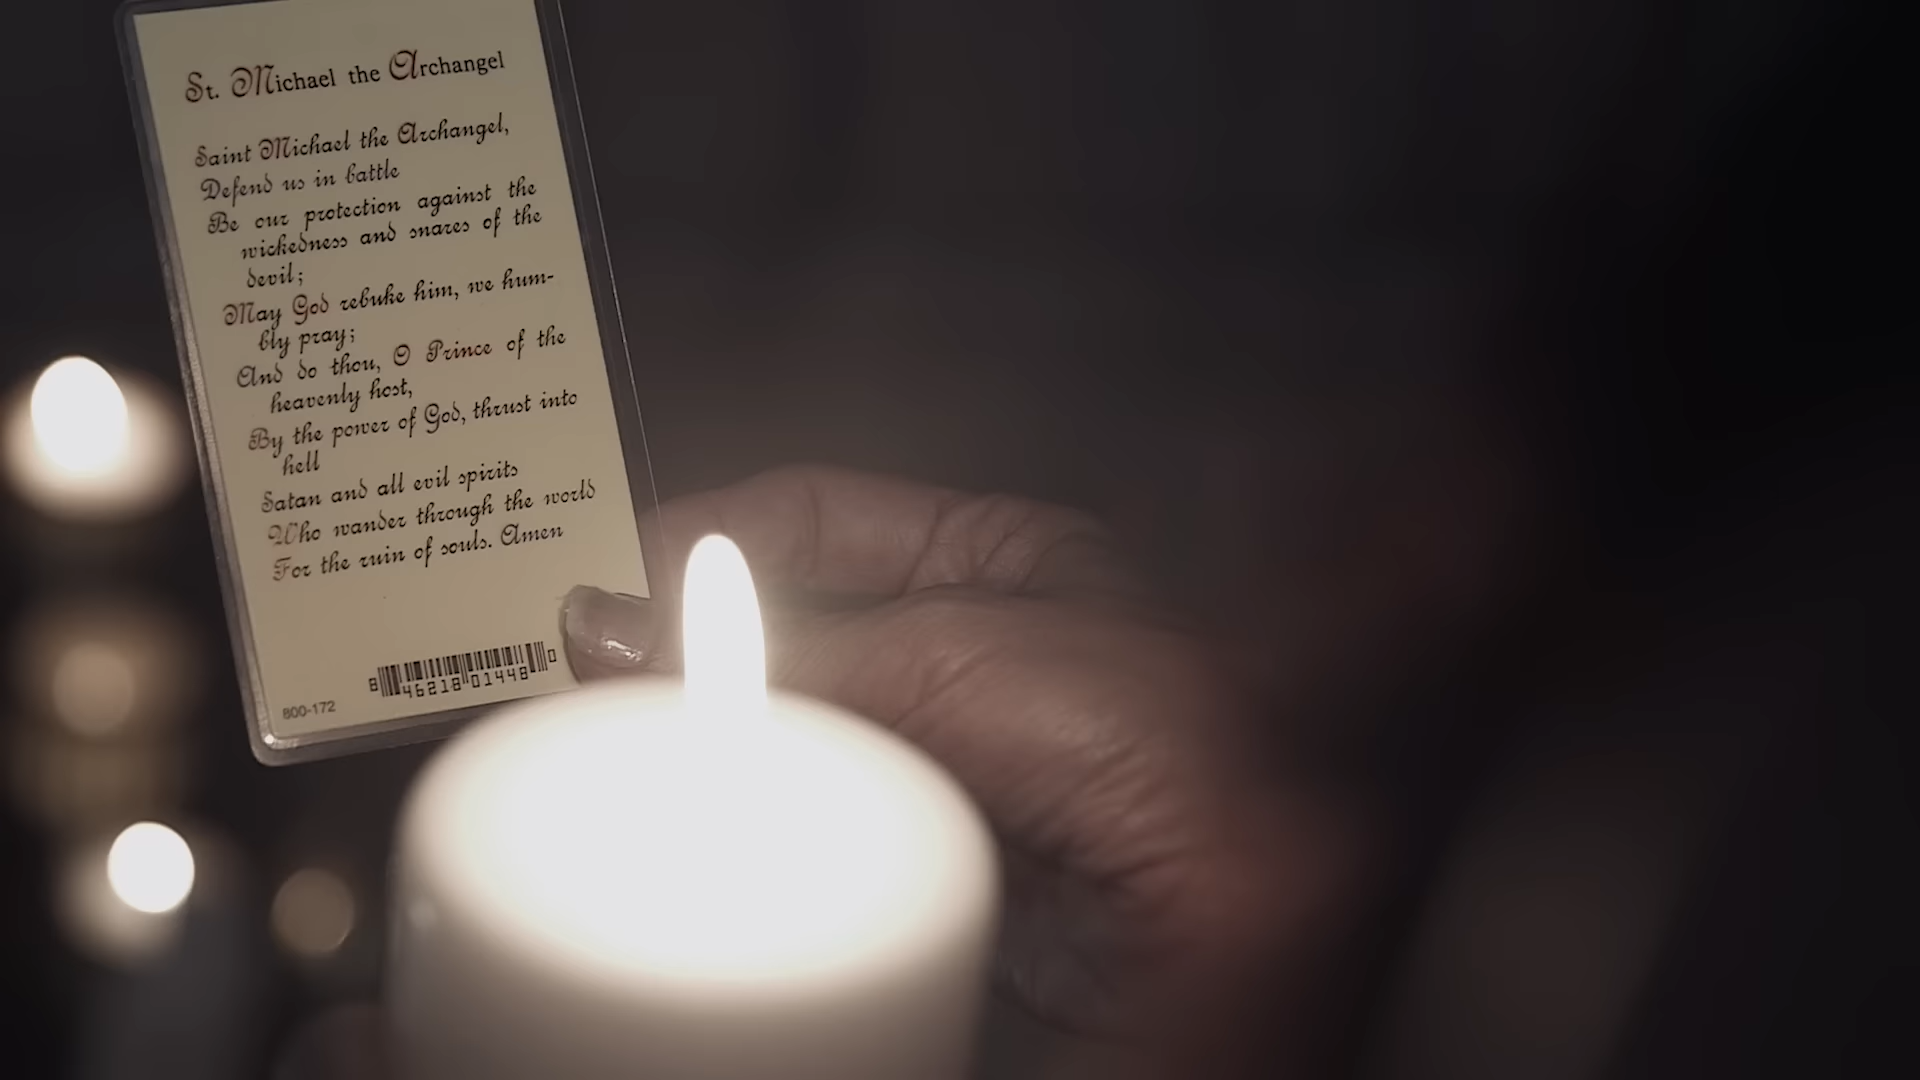 St. Michael the Archangel
Saint Michael the Archangel,
Defend us in battle
Be our protection against the
wickedness and snares of the
devil;
May God rebuke him, we hum-
bly pray;
And do thou, O Prince of the
heavenly host,
By the power of God, thrust into
hell
Satan and all evil spirits
Who wander through the world
For the ruin of souls. Amen
8 46218 01448 0
800-172